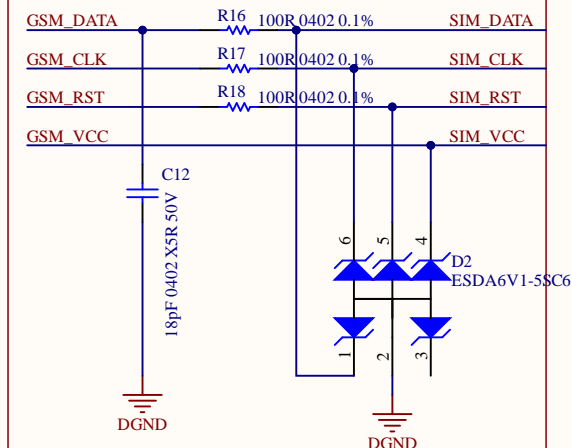 GSM_DATA R16 100R 0402 0.1% SIM_DATA
GSM_CLK R17 100R 0402 0.1% SIM_CLK
GSM_RST R18 100R 0402 0.1% SIM_RST
GSM_VCC SIM_VCC
C12
18pF 0402 X5R 50V
6 5 4
D2
ESDA6V1-5SC6
1 2 3
DGND
DGND